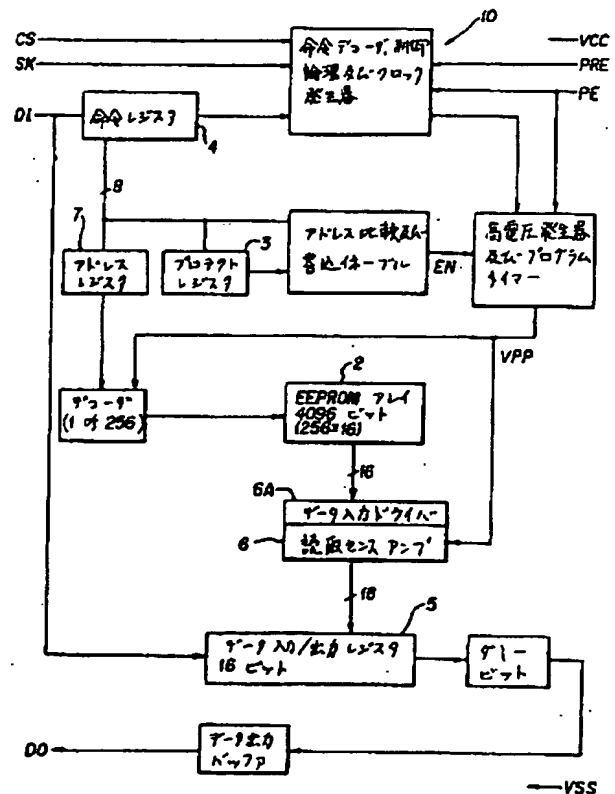 CS
SK
DI
命令デコーダ、制御
論理及びクロック
発生器
10
VCC
PRE
PE
命令レジスタ
4
8
7
アドレス
レジスタ
3
プロテクト
レジスタ
アドレス比較及び
書込イネーブル
EN
高電圧発生器
及びプログラム
タイマー
VPP
デコーダ
(1 of 256)
2
EEPROM アレイ
4096 ビット
(256×16)
16
6A
データ入力ドライバ
6
読取センスアンプ
16
5
データ入力/出力レジスタ
16 ビット
ダミー
ビット
DO
データ出力
バッファ
VSS